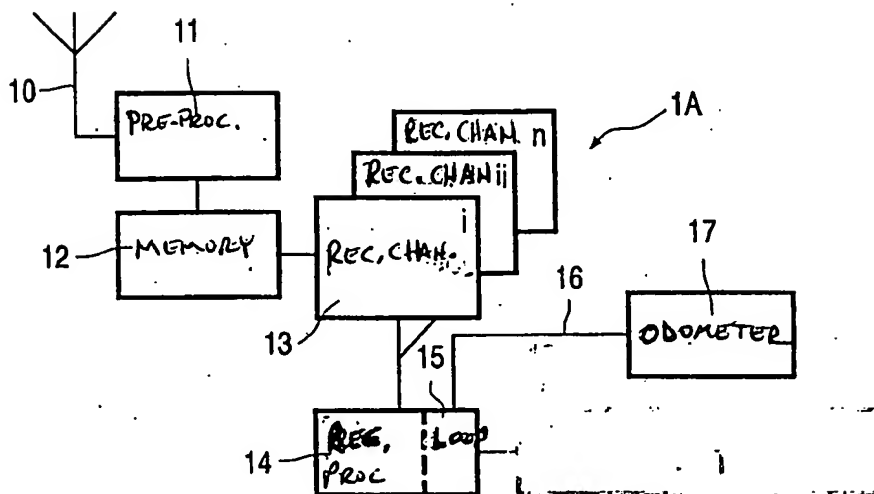 11
10
PRE-PROC.
1A
REC. CHAN. n
REC. CHAN ii
i
REC. CHAN.
12
MEMORY
17
16
ODOMETER
13
15
14
REC.
PROC
LOOP